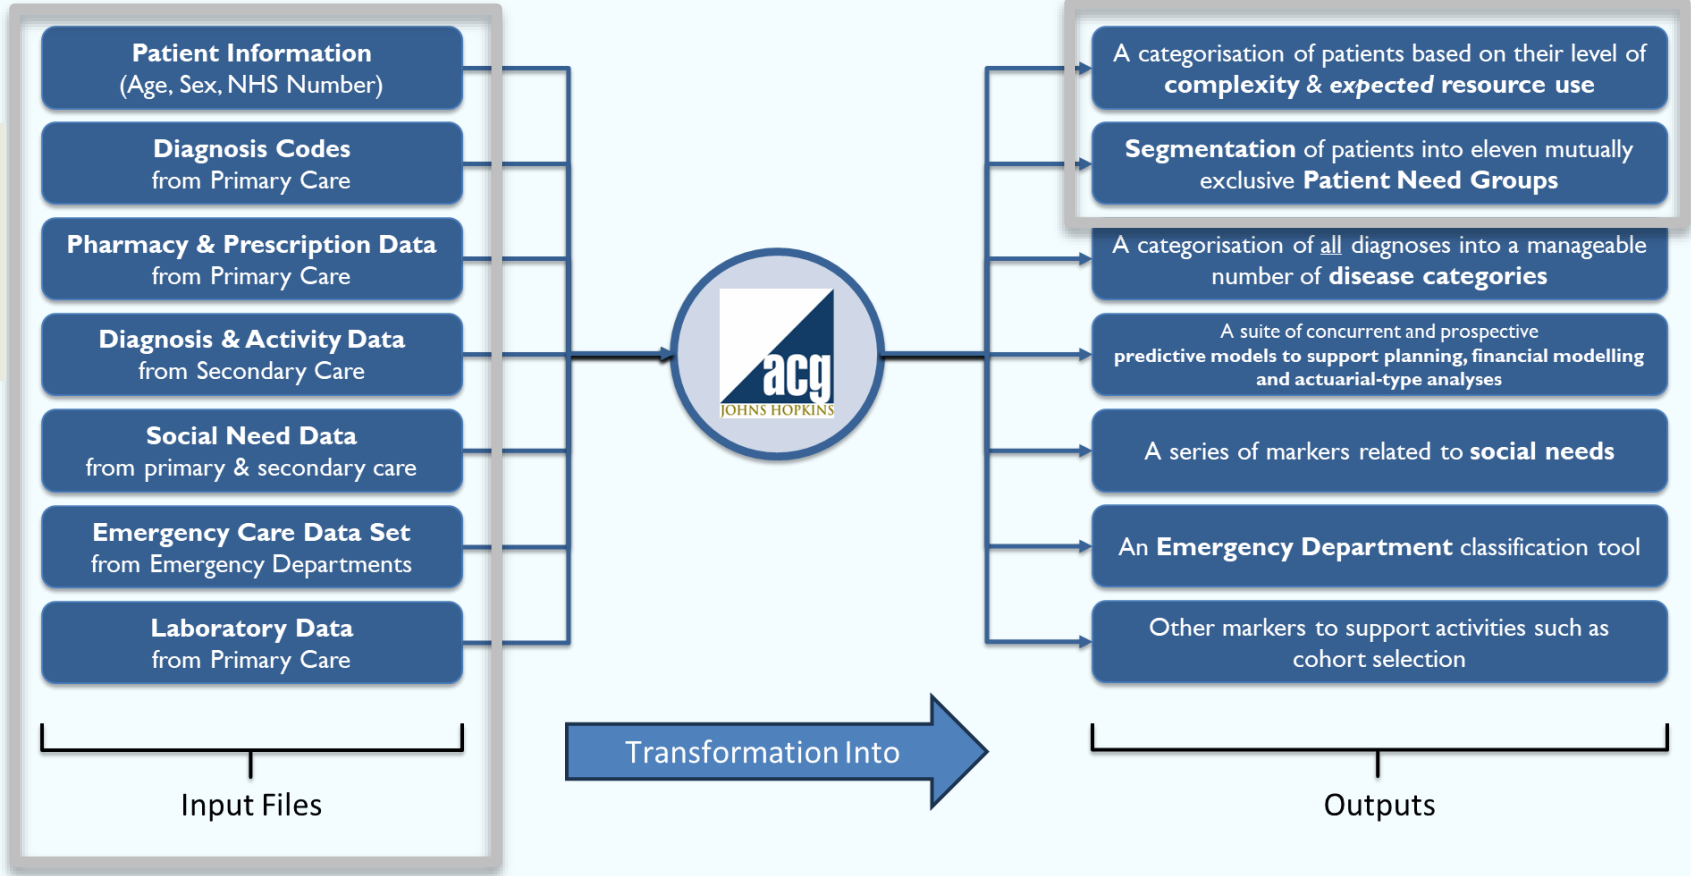 Patient Information
(Age, Sex, NHS Number)
Diagnosis Codes
from Primary Care
Pharmacy & Prescription Data
from Primary Care
Diagnosis & Activity Data
from Secondary Care
Social Need Data
from primary & secondary care
Emergency Care Data Set
from Emergency Departments
Laboratory Data
from Primary Care
Input Files
acg
JOHNS HOPKINS
Transformation Into
A categorisation of patients based on their level of
complexity & expected resource use
Segmentation of patients into eleven mutually
exclusive Patient Need Groups
A categorisation of all diagnoses into a manageable
number of disease categories
A suite of concurrent and prospective
predictive models to support planning, financial modelling
and actuarial-type analyses
A series of markers related to social needs
An Emergency Department classification tool
Other markers to support activities such as
cohort selection
Outputs